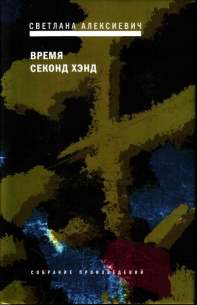 СВЕТЛАНА АЛЕКСИЕВИЧ
ВРЕМЯ
СЕКОНД ХЭНД
СОБРАНИЕ ПРОИЗВЕДЕНИЙ